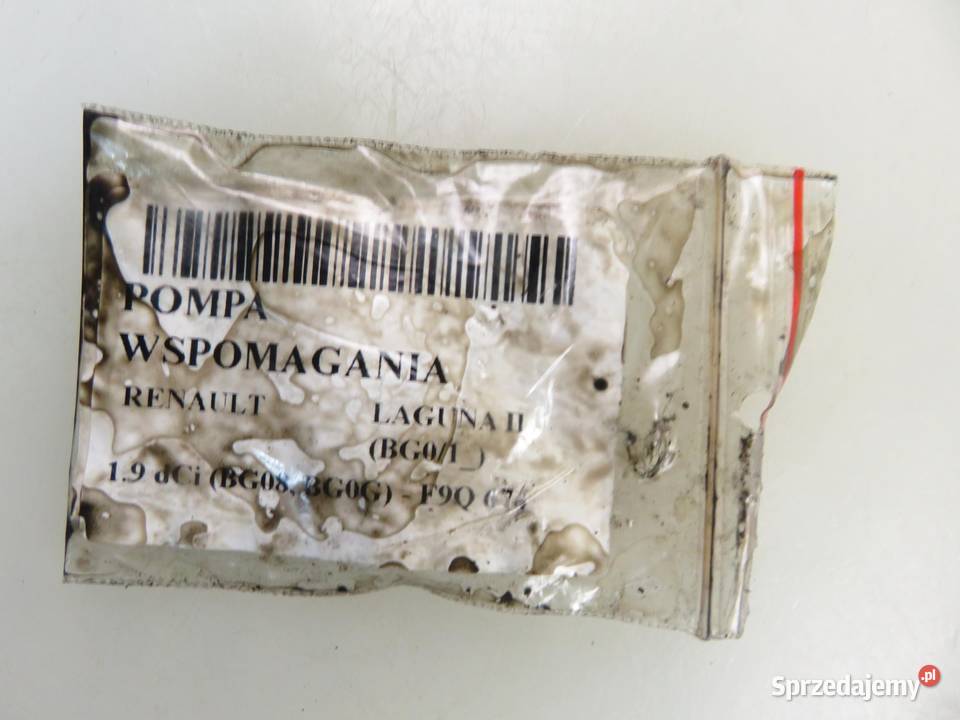 POMPA
WSPOMAGANIA
RENAULT LAGUNA II
(BG0/1_)
1.9 dCi (BG08, BG0G) - F9Q
Sprzedajemy.pl